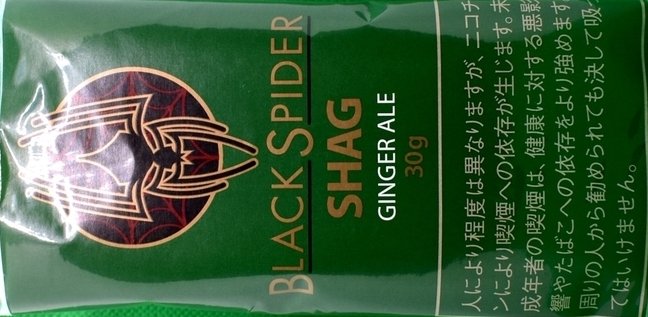 BLACK SPIDER
SHAG
GINGER ALE
30g
人により程度は異なりますが、ニコチ
ンにより喫煙への依存が生じます。未
成年者の喫煙は、健康に対する悪影
響やたばこへの依存をより強めます。
周りの人から勧められても決して吸っ
てはいけません。